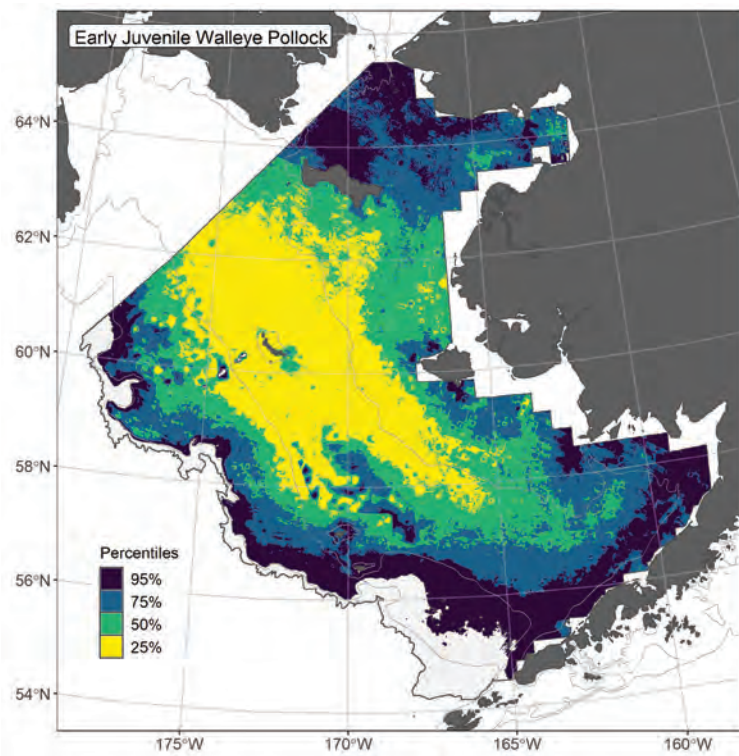 Early Juvenile Walleye Pollock
64°N
62°N
60°N
58°N
56°N
54°N
Percentiles
95%
75%
50%
25%
175°W
170°W
165°W
160°W